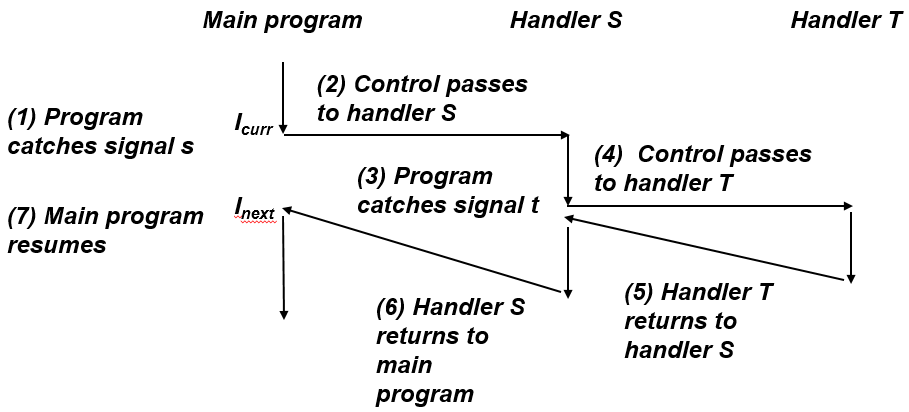 Main program
Handler S
Handler T
(1) Program
catches signal s
Icurr
(2) Control passes
to handler S
(3) Program
catches signal t
(4) Control passes
to handler T
(5) Handler T
returns to
handler S
(6) Handler S
returns to
main
program
(7) Main program
resumes
Inext